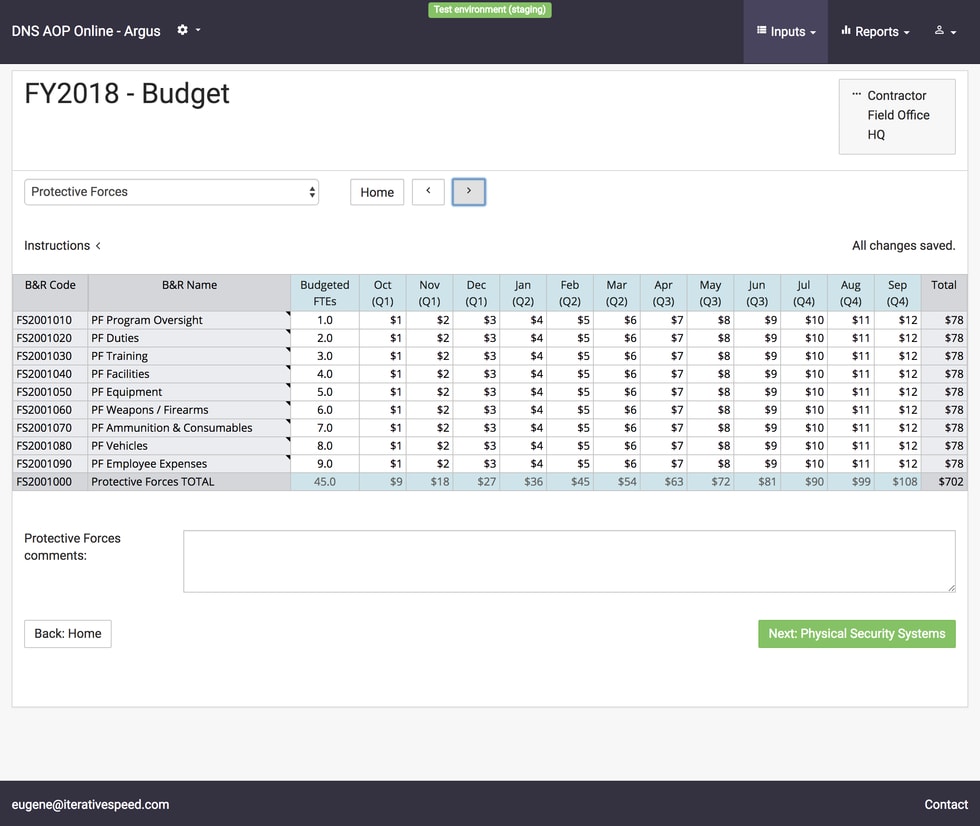 Test environment (staging)
DNS AOP Online - Argus
Inputs
Reports
FY2018 - Budget
... Contractor
Field Office
HQ
Protective Forces
Home < >
Instructions <
All changes saved.
B&R Code B&R Name Budgeted FTEs Oct (Q1) Nov (Q1) Dec (Q1) Jan (Q2) Feb (Q2) Mar (Q2) Apr (Q3) May (Q3) Jun (Q3) Jul (Q4) Aug (Q4) Sep (Q4) Total
FS2001010 PF Program Oversight 1.0 $1 $2 $3 $4 $5 $6 $7 $8 $9 $10 $11 $12 $78
FS2001020 PF Duties 2.0 $1 $2 $3 $4 $5 $6 $7 $8 $9 $10 $11 $12 $78
FS2001030 PF Training 3.0 $1 $2 $3 $4 $5 $6 $7 $8 $9 $10 $11 $12 $78
FS2001040 PF Facilities 4.0 $1 $2 $3 $4 $5 $6 $7 $8 $9 $10 $11 $12 $78
FS2001050 PF Equipment 5.0 $1 $2 $3 $4 $5 $6 $7 $8 $9 $10 $11 $12 $78
FS2001060 PF Weapons / Firearms 6.0 $1 $2 $3 $4 $5 $6 $7 $8 $9 $10 $11 $12 $78
FS2001070 PF Ammunition & Consumables 7.0 $1 $2 $3 $4 $5 $6 $7 $8 $9 $10 $11 $12 $78
FS2001080 PF Vehicles 8.0 $1 $2 $3 $4 $5 $6 $7 $8 $9 $10 $11 $12 $78
FS2001090 PF Employee Expenses 9.0 $1 $2 $3 $4 $5 $6 $7 $8 $9 $10 $11 $12 $78
FS2001000 Protective Forces TOTAL 45.0 $9 $18 $27 $36 $45 $54 $63 $72 $81 $90 $99 $108 $702
Protective Forces
comments:
Back: Home
Next: Physical Security Systems
eugene@iterativespeed.com
Contact